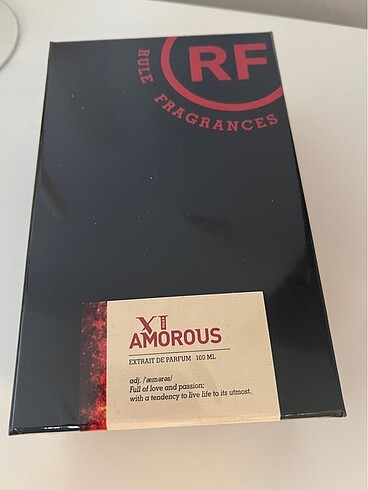 RF
RULE FRAGRANCES
XI
AMOROUS
EXTRAIT DE PARFUM 100 ML
adj. /'æmərəs/
Full of love and passion;
with a tendency to live life to its utmost.